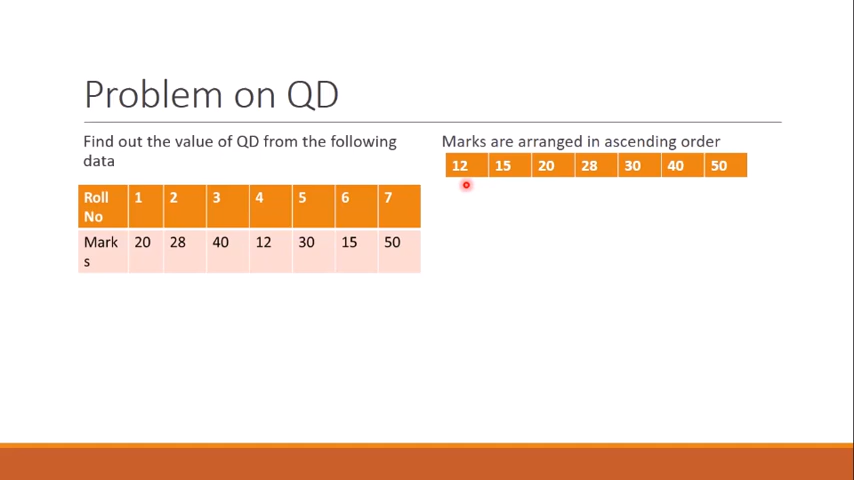 Problem on QD
Find out the value of QD from the following
data
Roll No 1 2 3 4 5 6 7
Mark s 20 28 40 12 30 15 50
Marks are arranged in ascending order
12 15 20 28 30 40 50